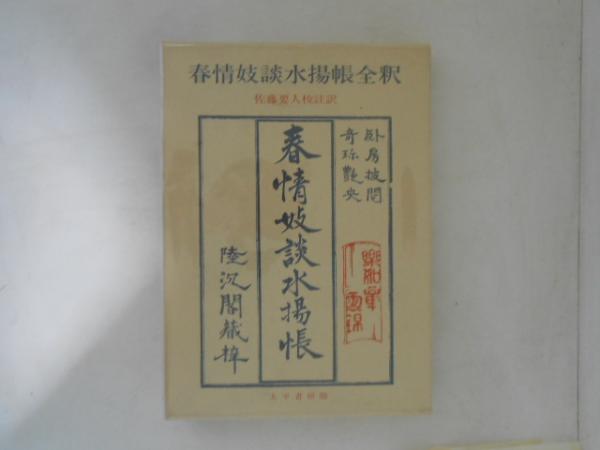 春情妓談水揚帳全釈
佐藤要人校註訳
臥房披閲
奇珎艶史
春情妓談水揚帳
陸沉閣蔵梓
太平書屋版